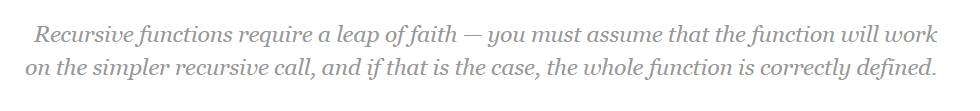 Recursive functions require a leap of faith — you must assume that the function will work
on the simpler recursive call, and if that is the case, the whole function is correctly defined.